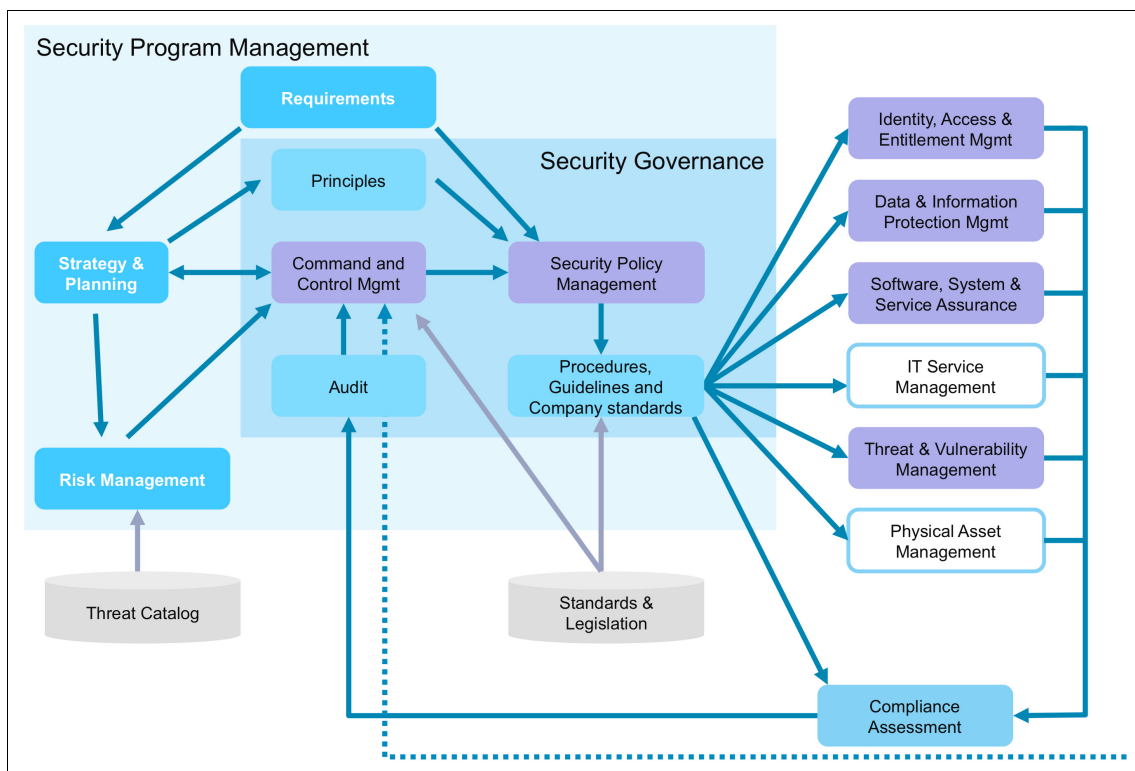 Security Program Management
Requirements
Security Governance
Principles
Strategy &
Planning
Command and
Control Mgmt
Security Policy
Management
Audit
Procedures,
Guidelines and
Company standards
Risk Management
Threat Catalog
Standards &
Legislation
Identity, Access &
Entitlement Mgmt
Data & Information
Protection Mgmt
Software, System &
Service Assurance
IT Service
Management
Threat & Vulnerability
Management
Physical Asset
Management
Compliance
Assessment